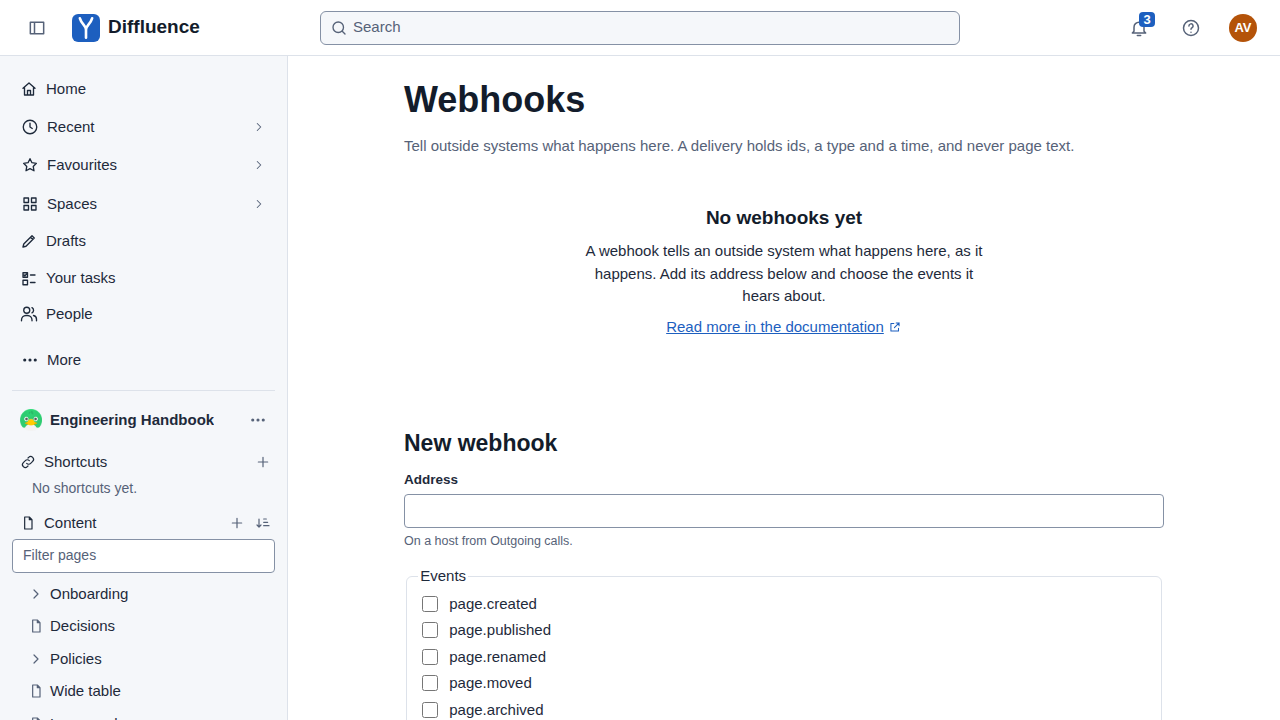 Diffluence
Search
3
AV
Home
Recent
Favourites
Spaces
Drafts
Your tasks
People
More
Engineering Handbook
Shortcuts
No shortcuts yet.
Content
Filter pages
Onboarding
Decisions
Policies
Wide table
Webhooks
Tell outside systems what happens here. A delivery holds ids, a type and a time, and never page text.
No webhooks yet
A webhook tells an outside system what happens here, as it
happens. Add its address below and choose the events it
hears about.
Read more in the documentation
New webhook
Address
On a host from Outgoing calls.
Events
page.created
page.published
page.renamed
page.moved
page.archived